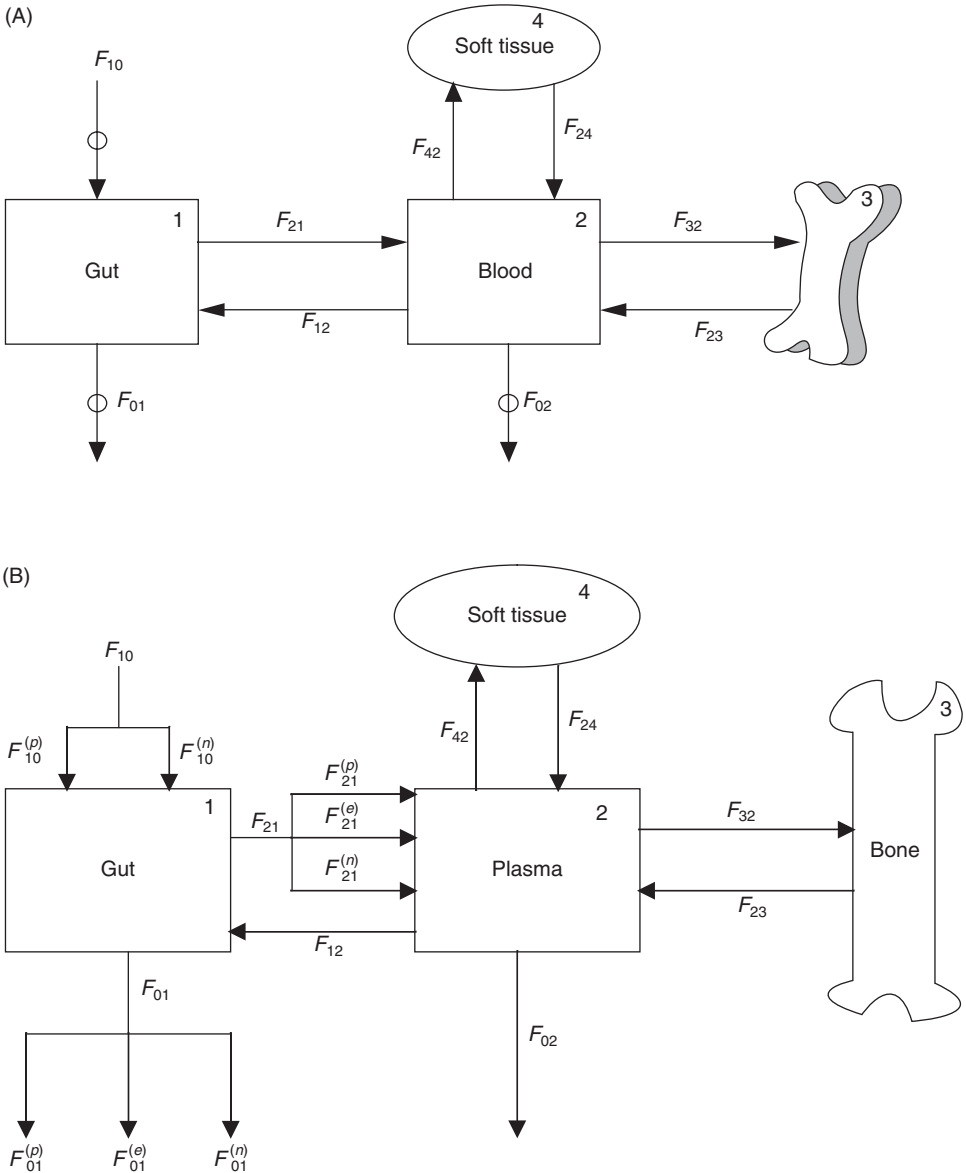 (A)
4
Soft tissue
F10
F42
F24
1
F21
2
F32
3
Gut
Blood
F12
F23
F01
F02
(B)
4
Soft tissue
F10
F42
F24
3
F10(p)
F10(n)
1
F21
F21(p)
F21(e)
F21(n)
2
F32
Gut
Plasma
Bone
F12
F23
F01
F02
F01(p)
F01(e)
F01(n)